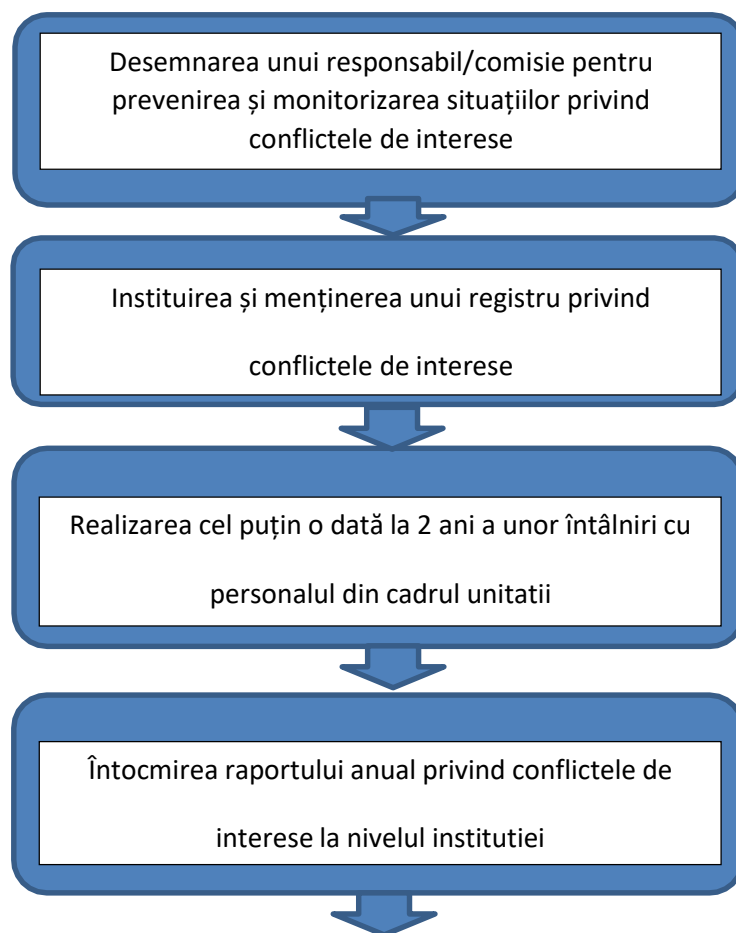 Desemnarea unui responsabil/comisie pentru
prevenirea și monitorizarea situațiilor privind
conflictele de interese
Instituirea și menținerea unui registru privind
conflictele de interese
Realizarea cel puțin o dată la 2 ani a unor întâlniri cu
personalul din cadrul unitatii
Întocmirea raportului anual privind conflictele de
interese la nivelul institutiei